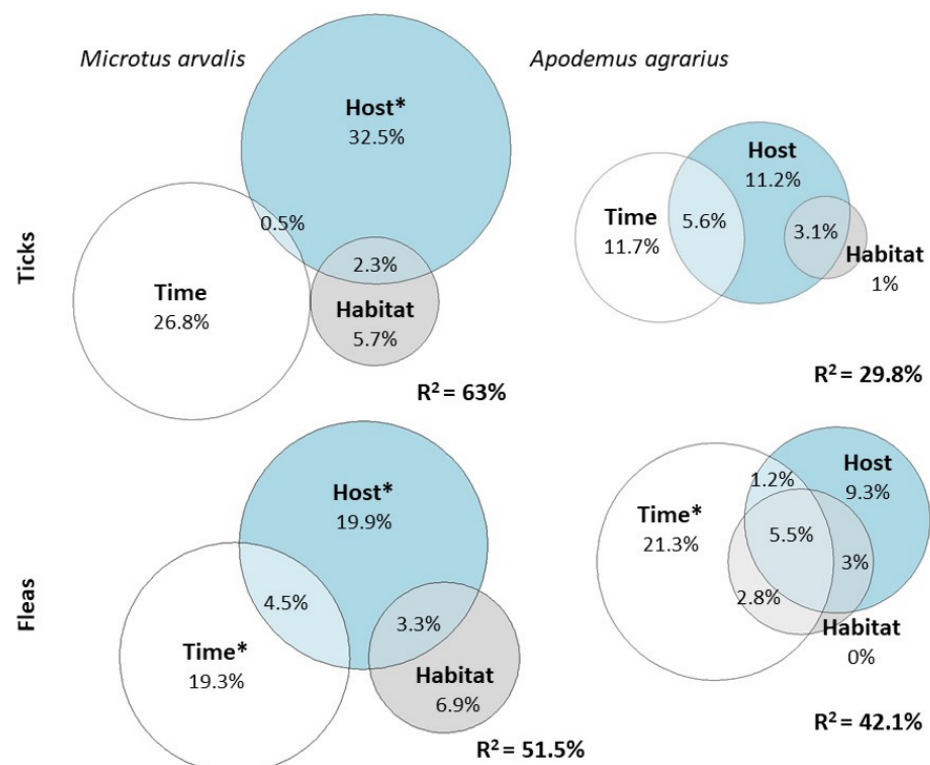 Microtus arvalis
Apodemus agrarius
Ticks
Host*
32.5%
0.5%
Time
26.8%
2.3%
Habitat
5.7%
R² = 63%
Host
11.2%
Time
11.7%
5.6%
3.1%
Habitat
1%
R² = 29.8%
Fleas
Host*
19.9%
4.5%
Time*
19.3%
3.3%
Habitat
6.9%
R² = 51.5%
Host
9.3%
1.2%
Time*
21.3%
5.5%
3%
2.8%
Habitat
0%
R² = 42.1%